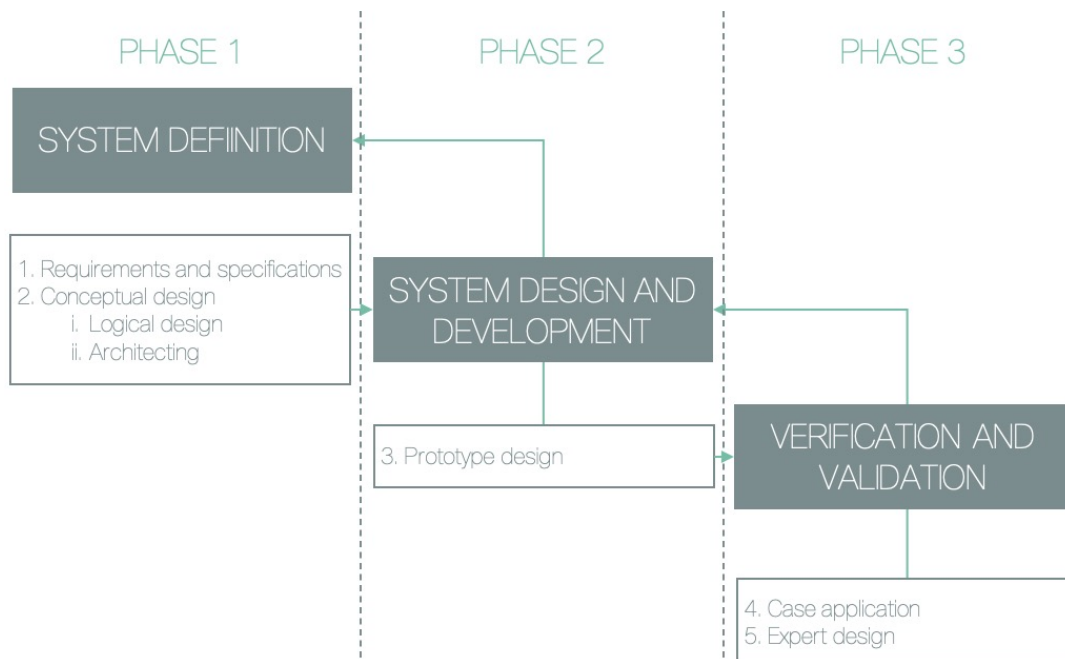 PHASE 1
PHASE 2
PHASE 3
SYSTEM DEFIINITION
1. Requirements and specifications
2. Conceptual design
i. Logical design
ii. Architecting
SYSTEM DESIGN AND
DEVELOPMENT
3. Prototype design
VERIFICATION AND
VALIDATION
4. Case application
5. Expert design